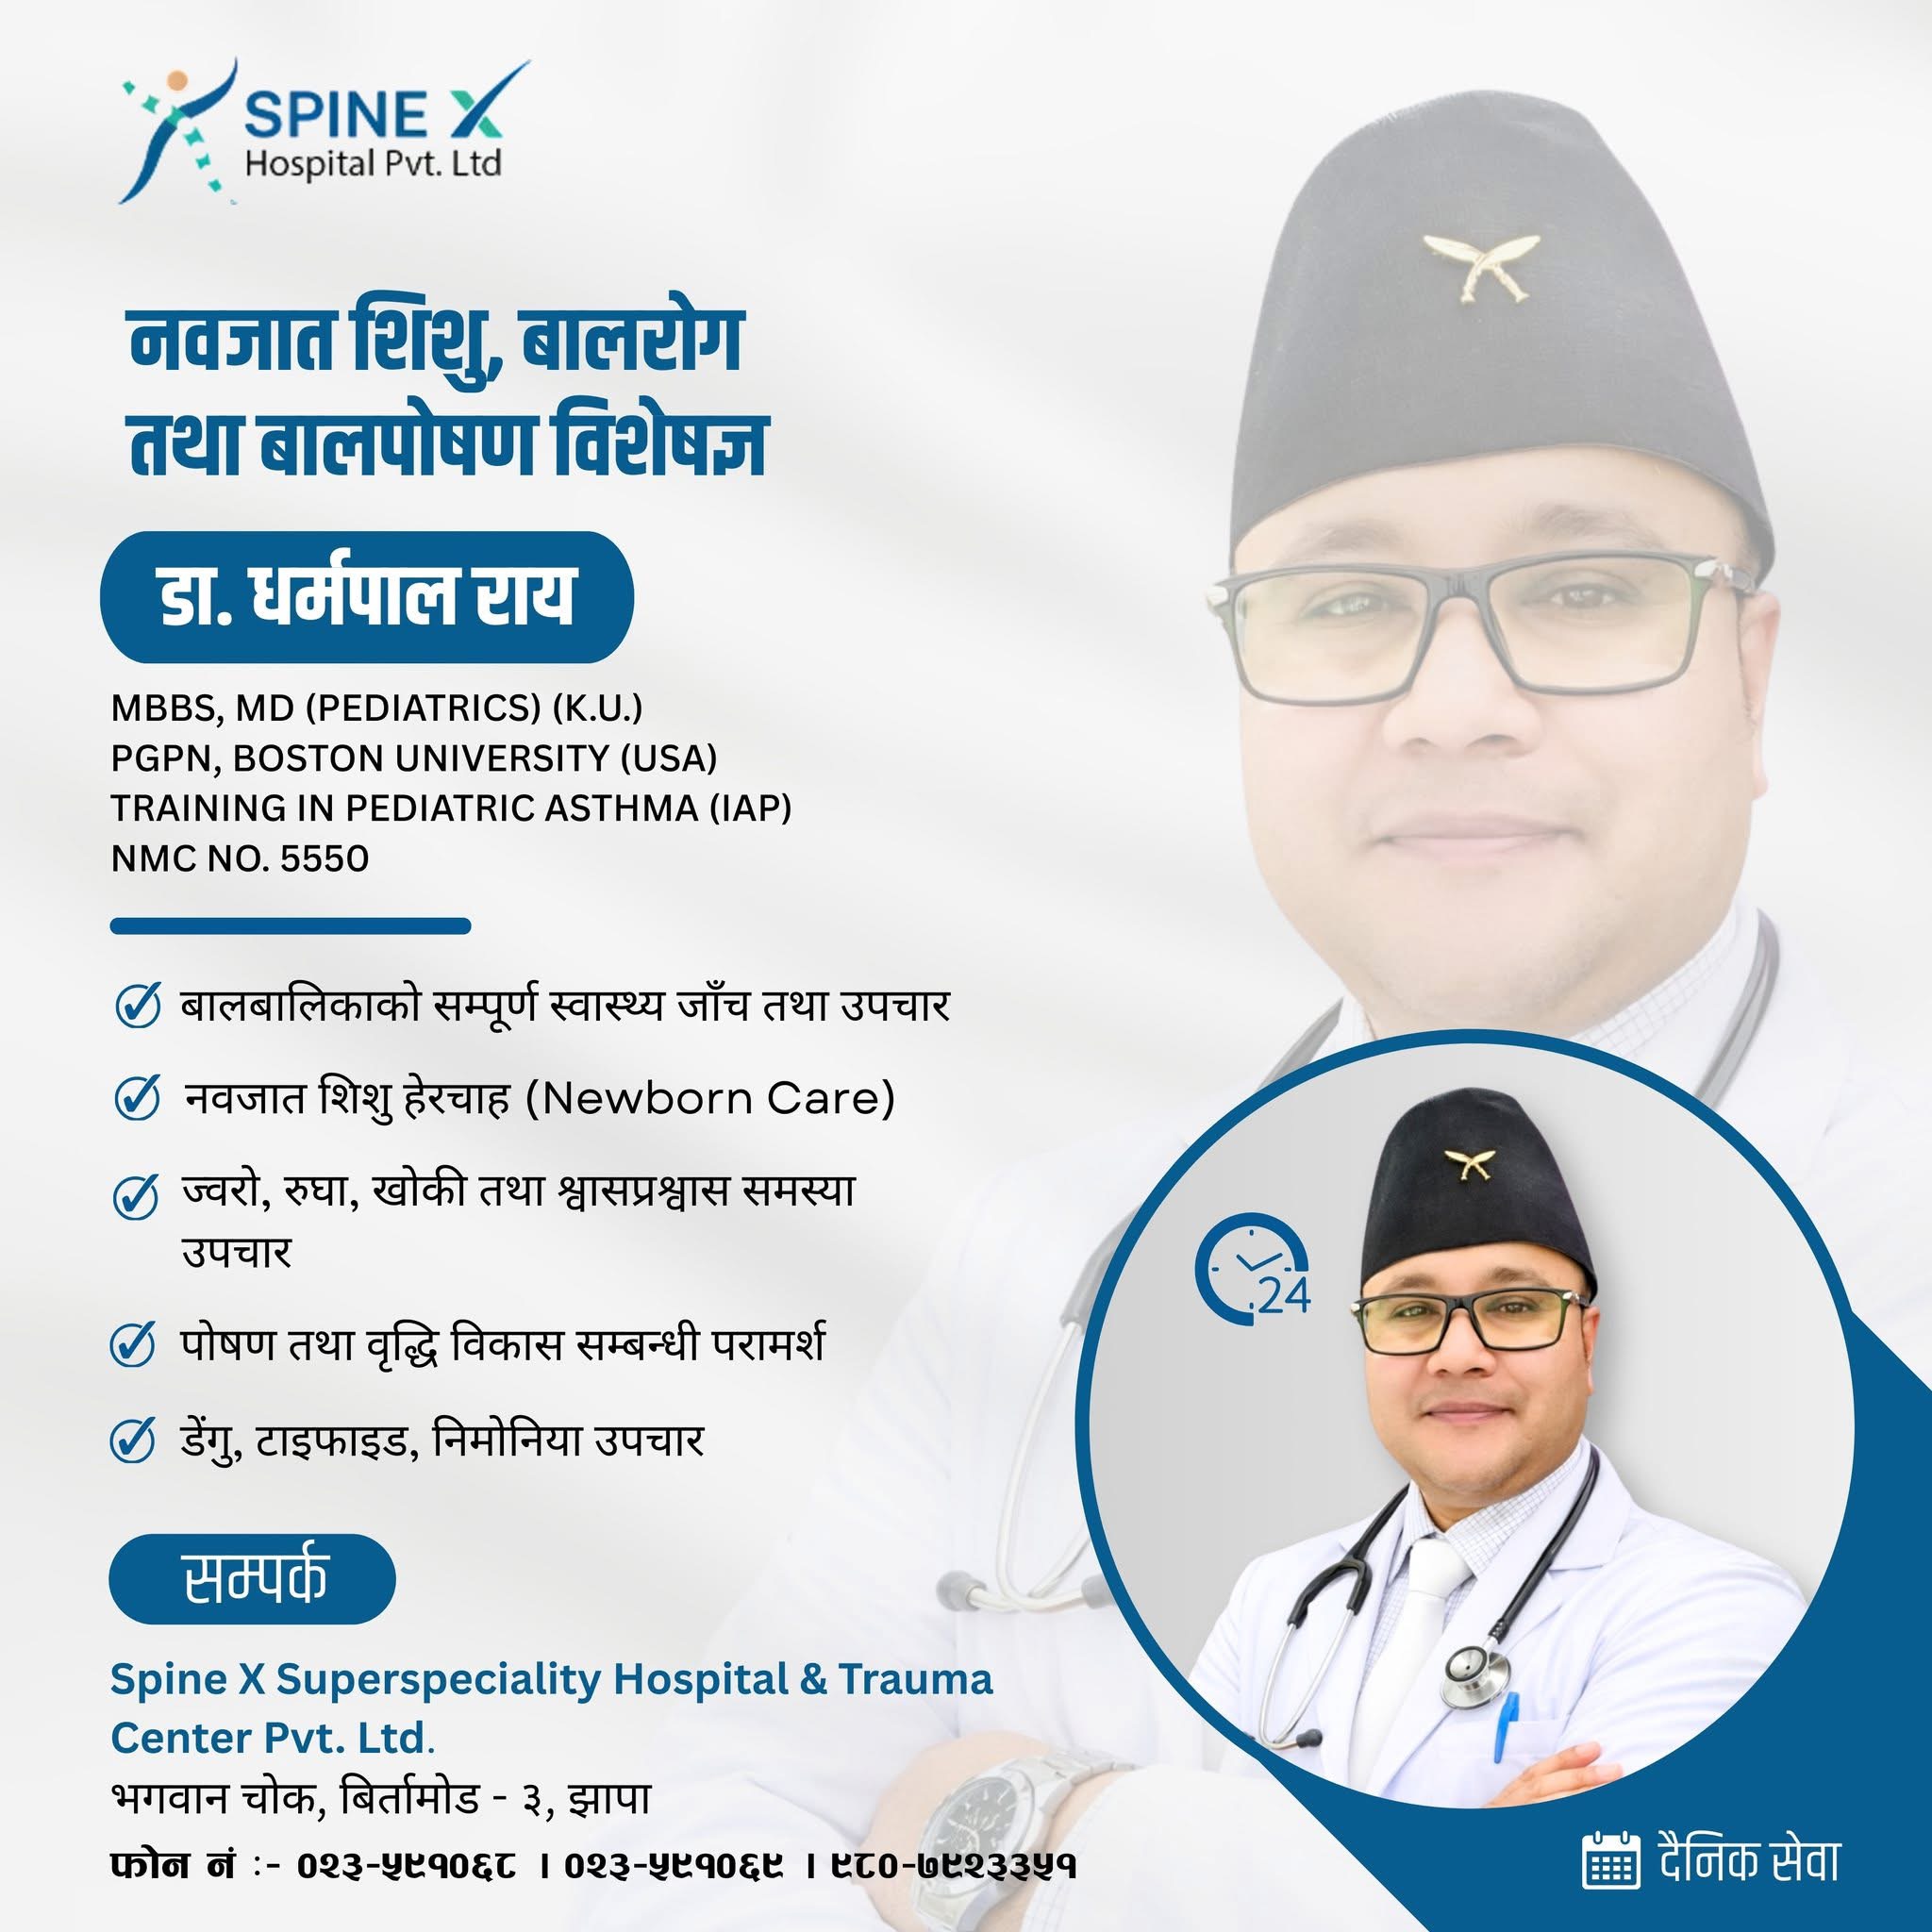 SPINE X
Hospital Pvt. Ltd
नवजात शिशु, बालरोग
तथा बालपोषण विशेषज्ञ
डा. धर्मपाल राय
MBBS, MD (PEDIATRICS) (K.U.)
PGPN, BOSTON UNIVERSITY (USA)
TRAINING IN PEDIATRIC ASTHMA (IAP)
NMC NO. 5550
बालबालिकाको सम्पूर्ण स्वास्थ्य जाँच तथा उपचार
नवजात शिशु हेरचाह (Newborn Care)
ज्वरो, रुघा, खोकी तथा श्वासप्रश्वास समस्या
उपचार
पोषण तथा वृद्धि विकास सम्बन्धी परामर्श
डेंगु, टाइफाइड, निमोनिया उपचार
24
सम्पर्क
Spine X Superspeciality Hospital & Trauma
Center Pvt. Ltd.
भगवान चोक, बिर्तामोड - ३, झापा
फोन नं :- ०२३-५९१०६८ । ०२३-५९१०६९ । ९८०-७९२३३५१
दैनिक सेवा